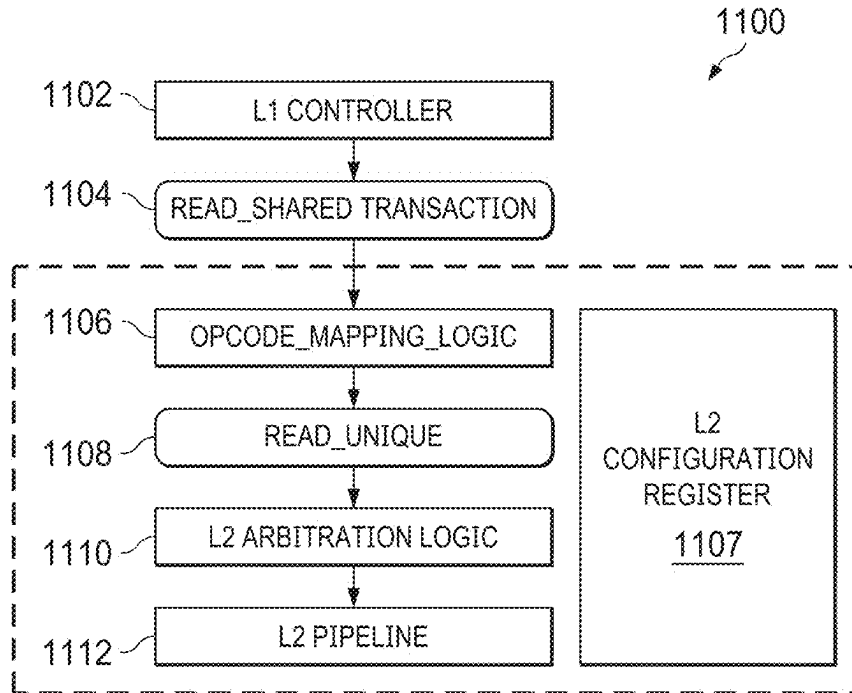 1100
1102
L1 CONTROLLER
1104
READ_SHARED TRANSACTION
1106
OPCODE_MAPPING_LOGIC
1108
READ_UNIQUE
L2
CONFIGURATION
REGISTER
1107
1110
L2 ARBITRATION LOGIC
1112
L2 PIPELINE